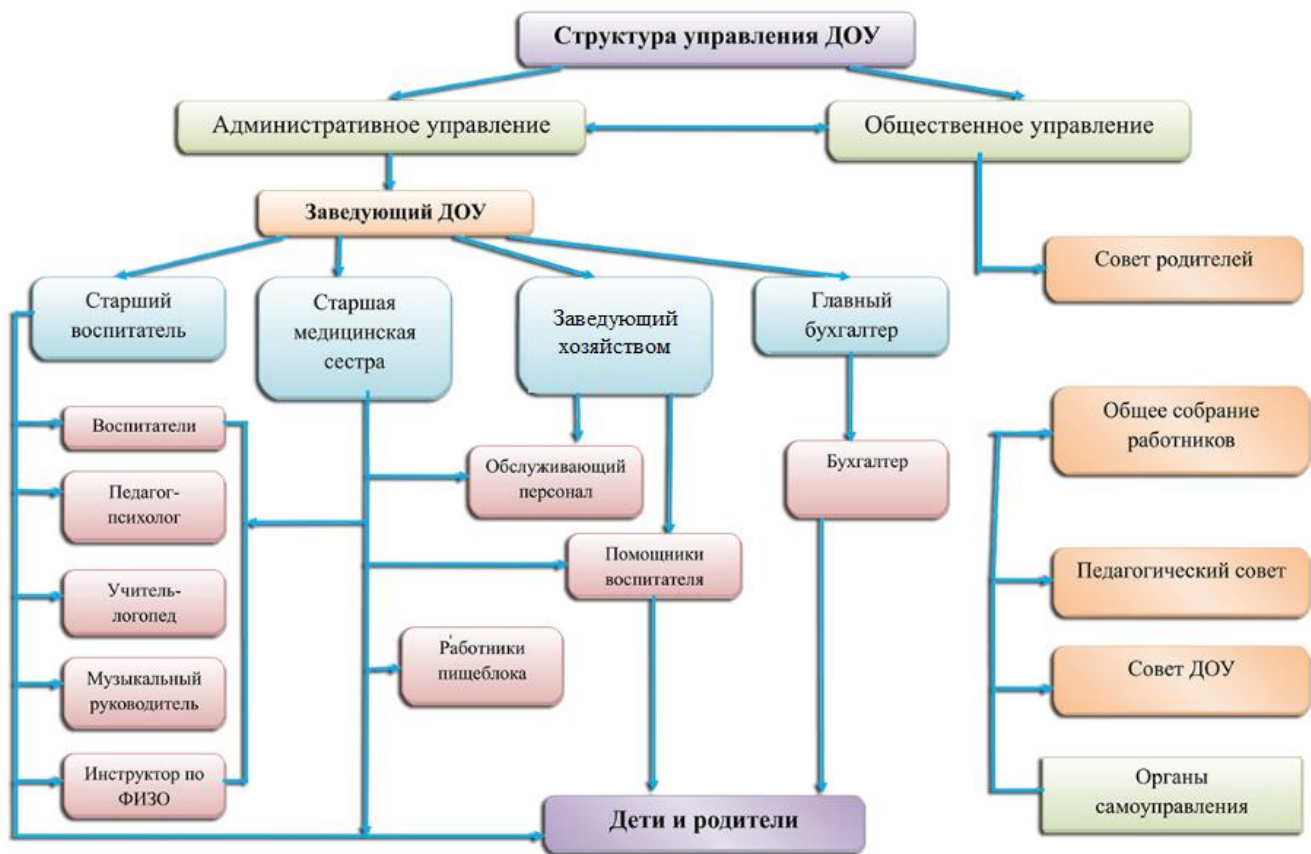 Структура управления ДОУ
Административное управление
Общественное управление
Заведующий ДОУ
Совет родителей
Старший
воспитатель
Старшая
медицинская
сестра
Заведующий
хозяйством
Главный
бухгалтер
Воспитатели
Педагог-
психолог
Учитель-
логопед
Музыкальный
руководитель
Инструктор по
ФИЗО
Обслуживающий
персонал
Помощники
воспитателя
Работники
пищеблока
Бухгалтер
Общее собрание
работников
Педагогический совет
Совет ДОУ
Органы
самоуправления
Дети и родители